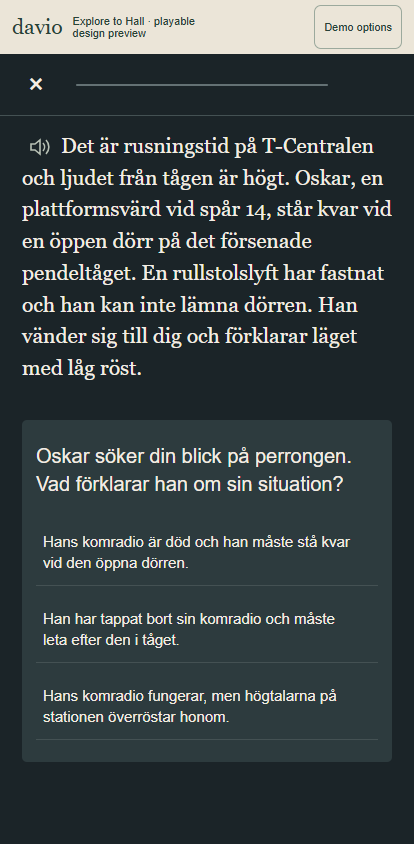 davio
Explore to Hall · playable
design preview
Demo options
Det är rusningstid på T-Centralen
och ljudet från tågen är högt. Oskar, en
plattformsvärd vid spår 14, står kvar vid
en öppen dörr på det försenade
pendeltåget. En rullstolslyft har fastnat
och han kan inte lämna dörren. Han
vänder sig till dig och förklarar läget
med låg röst.
Oskar söker din blick på perrongen.
Vad förklarar han om sin situation?
Hans komradio är död och han måste stå kvar
vid den öppna dörren.
Han har tappat bort sin komradio och måste
leta efter den i tåget.
Hans komradio fungerar, men högtalarna på
stationen överröstar honom.